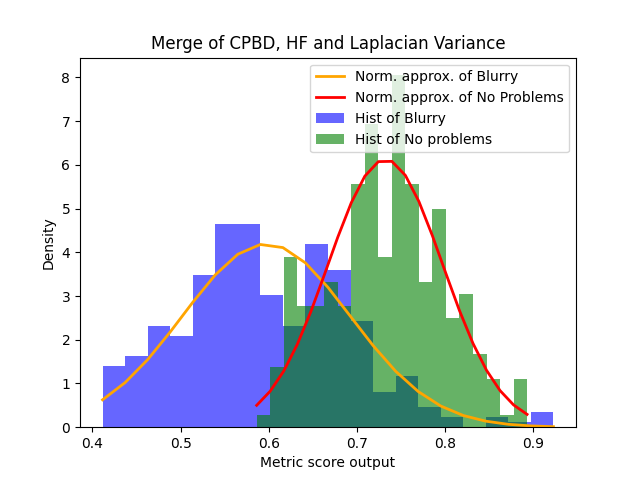 Merge of CPBD, HF and Laplacian Variance
Norm. approx. of Blurry
Norm. approx. of No Problems
Hist of Blurry
Hist of No problems
Density
8
7
6
5
4
3
2
1
0
0.4 0.5 0.6 0.7 0.8 0.9
Metric score output